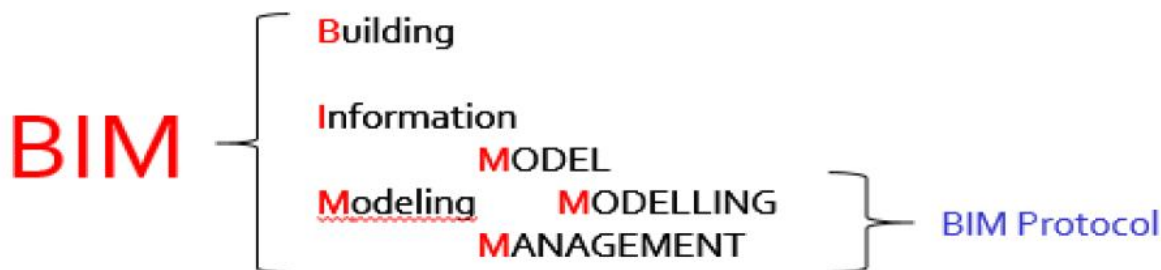 Building
BIM
Information
MODEL
Modeling MODELLING
BIM Protocol
MANAGEMENT